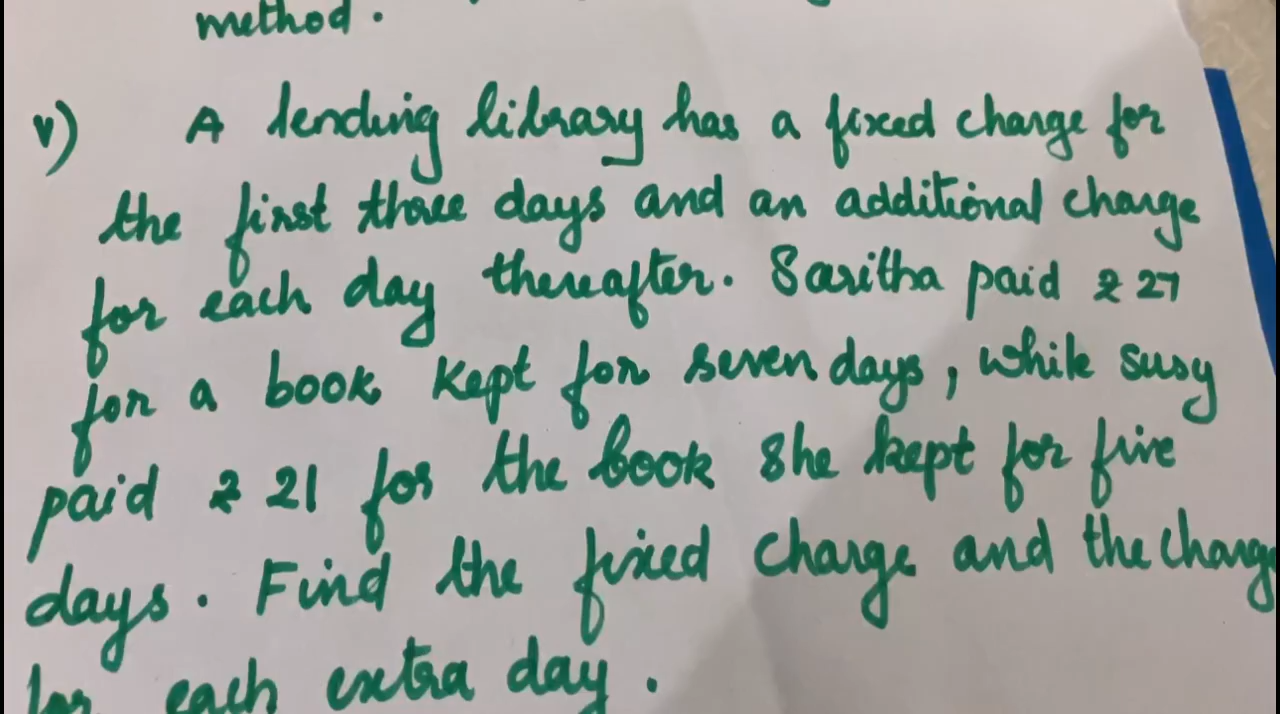 method.
v) A lending library has a fixed charge for
the first three days and an additional charge
for each day thereafter. Saritha paid ₹ 27
for a book kept for seven days, while susy
paid ₹ 21 for the book she kept for five
days. Find the fixed charge and the charge
for each extra day.